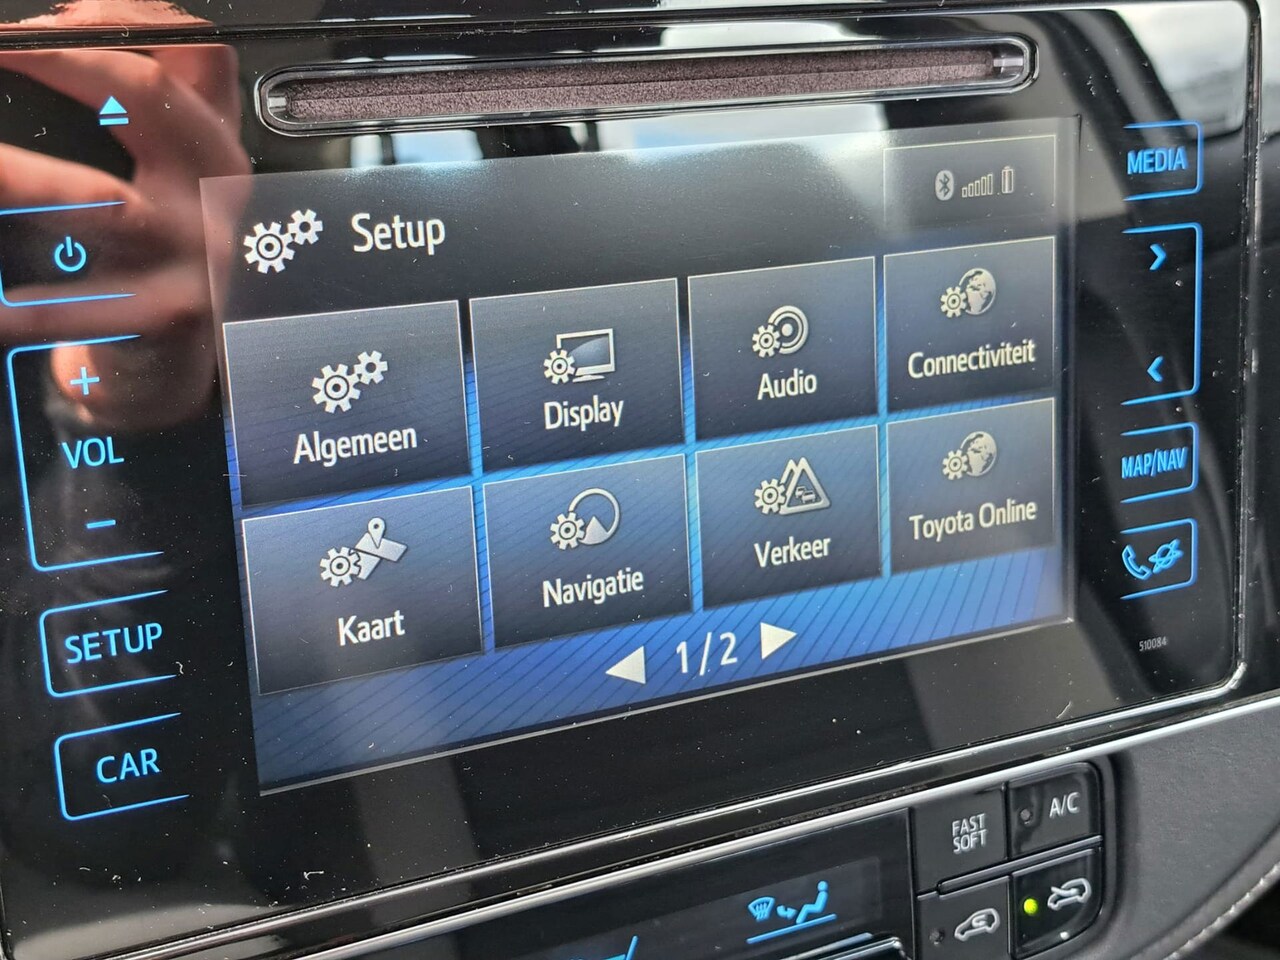 MEDIA
Setup
VOL
SETUP
CAR
Algemeen
Display
Audio
Connectiviteit
Kaart
Navigatie
Verkeer
Toyota Online
1/2
MAP/NAV
510084
FAST
SOFT
A/C